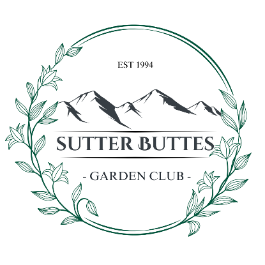 EST 1994
SUTTER BUTTES
- GARDEN CLUB -